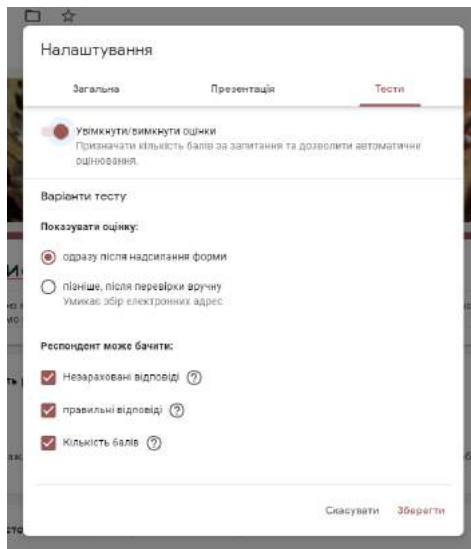 Налаштування
Загальна Презентація Тести
Увімкнути/вимкнути оцінки
Призначати кількість балів за запитання та дозволити автоматичне
оцінювання.
Варіанти тесту
Показувати оцінку:
одразу після надсилання форми
пізніше, після перевірки вручну
Умикає збір електронних адрес
Респондент може бачити:
Незараховані відповіді
правильні відповіді
Кількість балів
Скасувати Зберегти